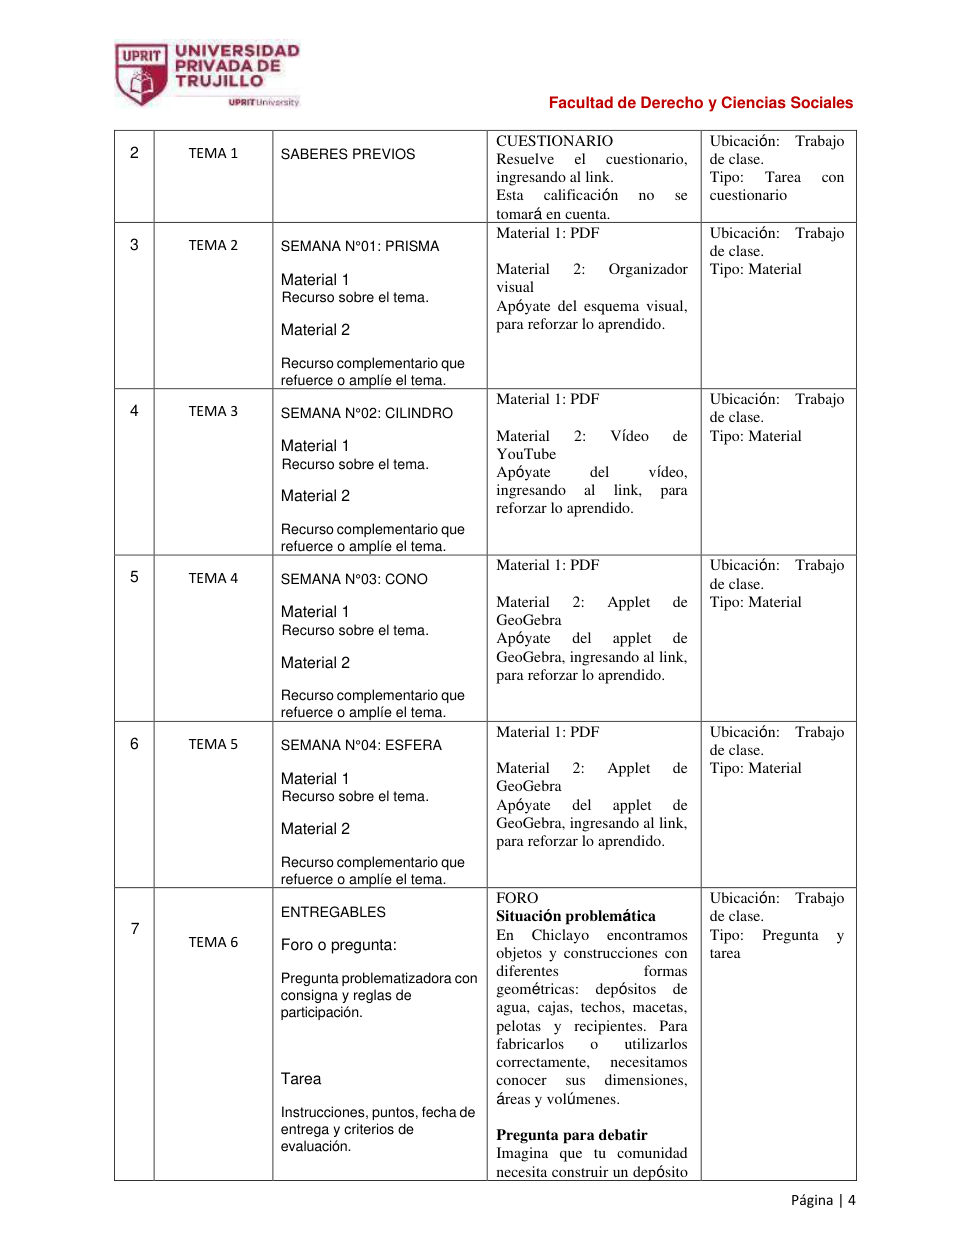 UPRIT
UNIVERSIDAD
PRIVADA DE
TRUJILLO
UPRIT University
Facultad de Derecho y Ciencias Sociales
2
TEMA 1
SABERES PREVIOS
CUESTIONARIO
Resuelve el cuestionario,
ingresando al link.
Esta calificación no se
tomará en cuenta.
Ubicación: Trabajo
de clase.
Tipo: Tarea con
cuestionario
3
TEMA 2
SEMANA N°01: PRISMA
Material 1
Recurso sobre el tema.
Material 2
Recurso complementario que
refuerce o amplíe el tema.
Material 1: PDF
Material 2: Organizador
visual
Apóyate del esquema visual,
para reforzar lo aprendido.
Ubicación: Trabajo
de clase.
Tipo: Material
4
TEMA 3
SEMANA N°02: CILINDRO
Material 1
Recurso sobre el tema.
Material 2
Recurso complementario que
refuerce o amplíe el tema.
Material 1: PDF
Material 2: Vídeo de
YouTube
Apóyate del vídeo,
ingresando al link, para
reforzar lo aprendido.
Ubicación: Trabajo
de clase.
Tipo: Material
5
TEMA 4
SEMANA N°03: CONO
Material 1
Recurso sobre el tema.
Material 2
Recurso complementario que
refuerce o amplíe el tema.
Material 1: PDF
Material 2: Applet de
GeoGebra
Apóyate del applet de
GeoGebra, ingresando al link,
para reforzar lo aprendido.
Ubicación: Trabajo
de clase.
Tipo: Material
6
TEMA 5
SEMANA N°04: ESFERA
Material 1
Recurso sobre el tema.
Material 2
Recurso complementario que
refuerce o amplíe el tema.
Material 1: PDF
Material 2: Applet de
GeoGebra
Apóyate del applet de
GeoGebra, ingresando al link,
para reforzar lo aprendido.
Ubicación: Trabajo
de clase.
Tipo: Material
7
TEMA 6
ENTREGABLES
Foro o pregunta:
Pregunta problematizadora con
consigna y reglas de
participación.
Tarea
Instrucciones, puntos, fecha de
entrega y criterios de
evaluación.
FORO
Situación problemática
En Chiclayo encontramos
objetos y construcciones con
diferentes formas
geométricas: depósitos de
agua, cajas, techos, macetas,
pelotas y recipientes. Para
fabricarlos o utilizarlos
correctamente, necesitamos
conocer sus dimensiones,
áreas y volúmenes.
Pregunta para debatir
Imagina que tu comunidad
necesita construir un depósito
Ubicación: Trabajo
de clase.
Tipo: Pregunta y
tarea
Página | 4